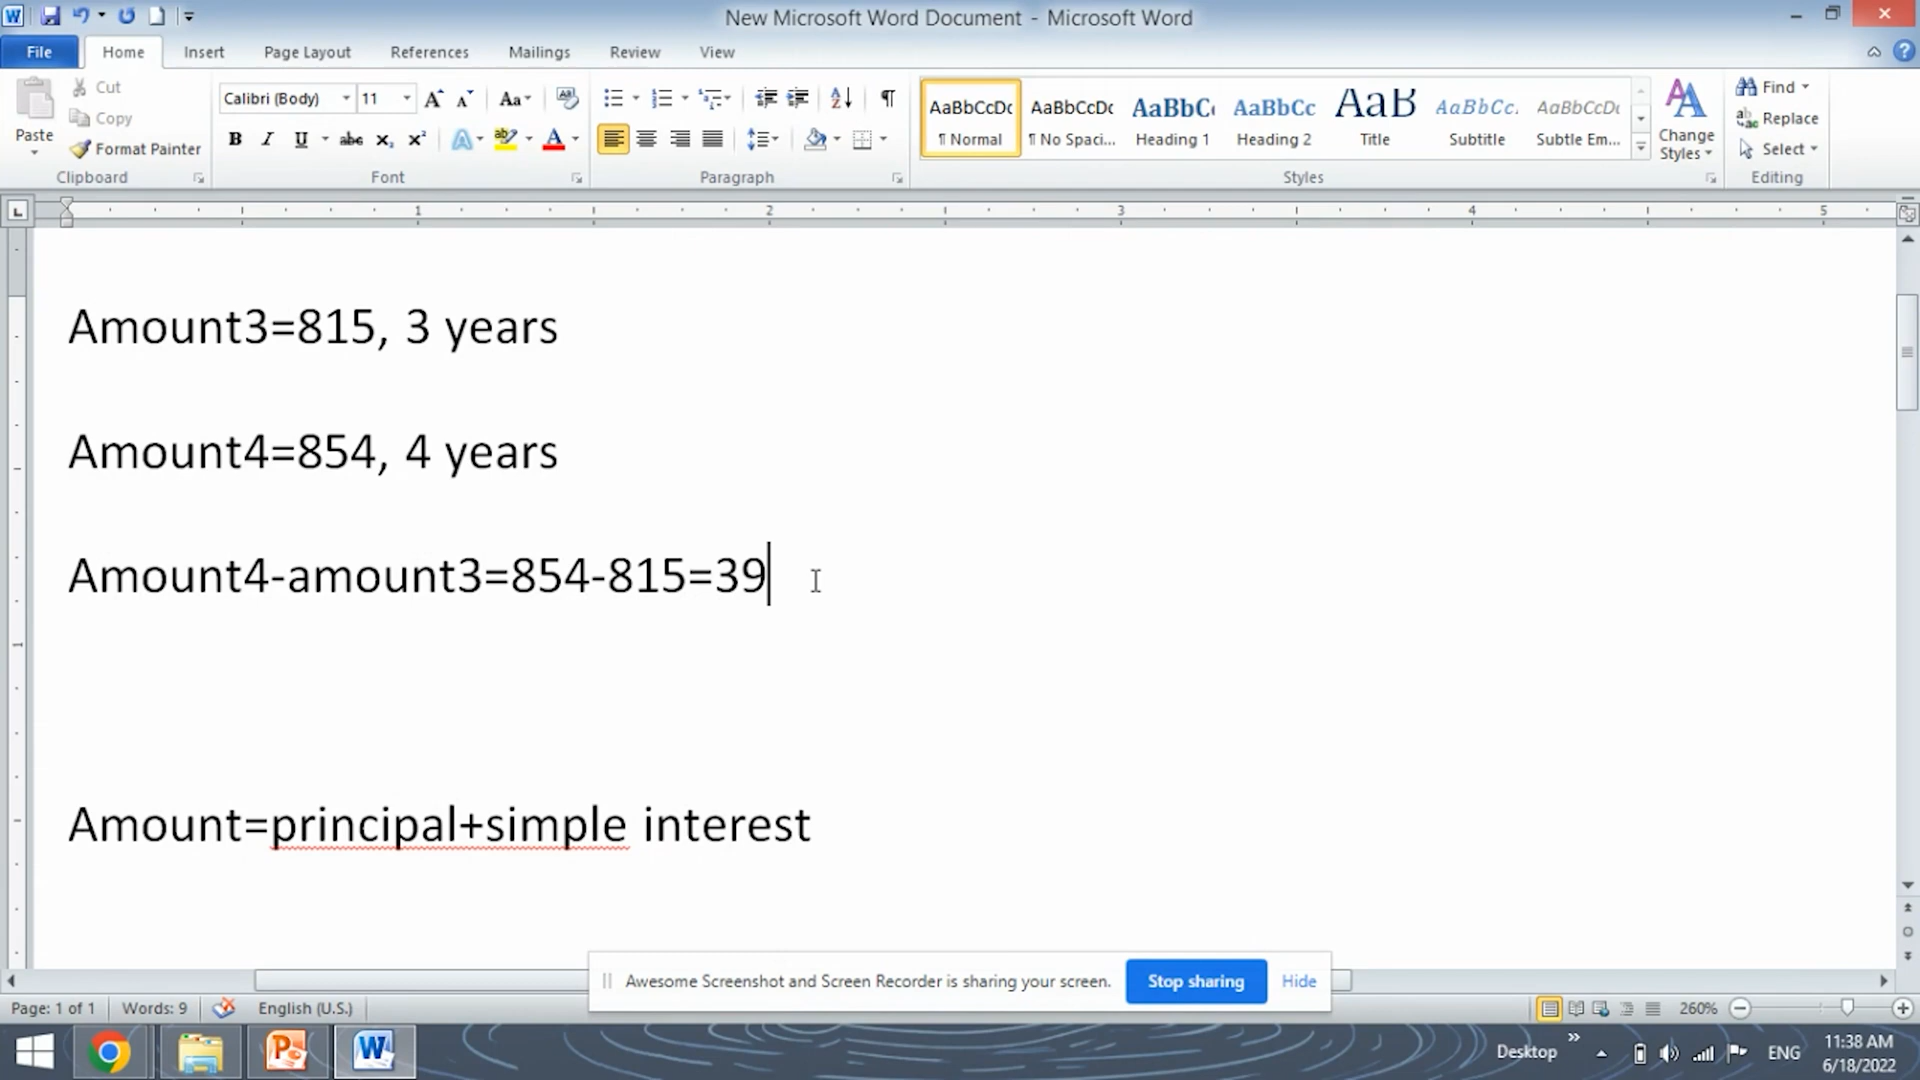 New Microsoft Word Document - Microsoft Word
File Home Insert Page Layout References Mailings Review View
Paste
Cut
Copy
Format Painter
Clipboard
Calibri (Body) 11
Font
Paragraph
AaBbCcDc AaBbCcDc AaBbC AaBbCc AaB AaBbCc. AaBbCcDc
¶ Normal ¶ No Spaci... Heading 1 Heading 2 Title Subtitle Subtle Em...
Change Styles
Styles
Find
Replace
Select
Editing
1 2 3 4 5
Amount3=815, 3 years
Amount4=854, 4 years
Amount4-amount3=854-815=39
Amount=principal+simple interest
Awesome Screenshot and Screen Recorder is sharing your screen. Stop sharing Hide
Page: 1 of 1 Words: 9 English (U.S.) 260%
Desktop ENG 11:38 AM
6/18/2022